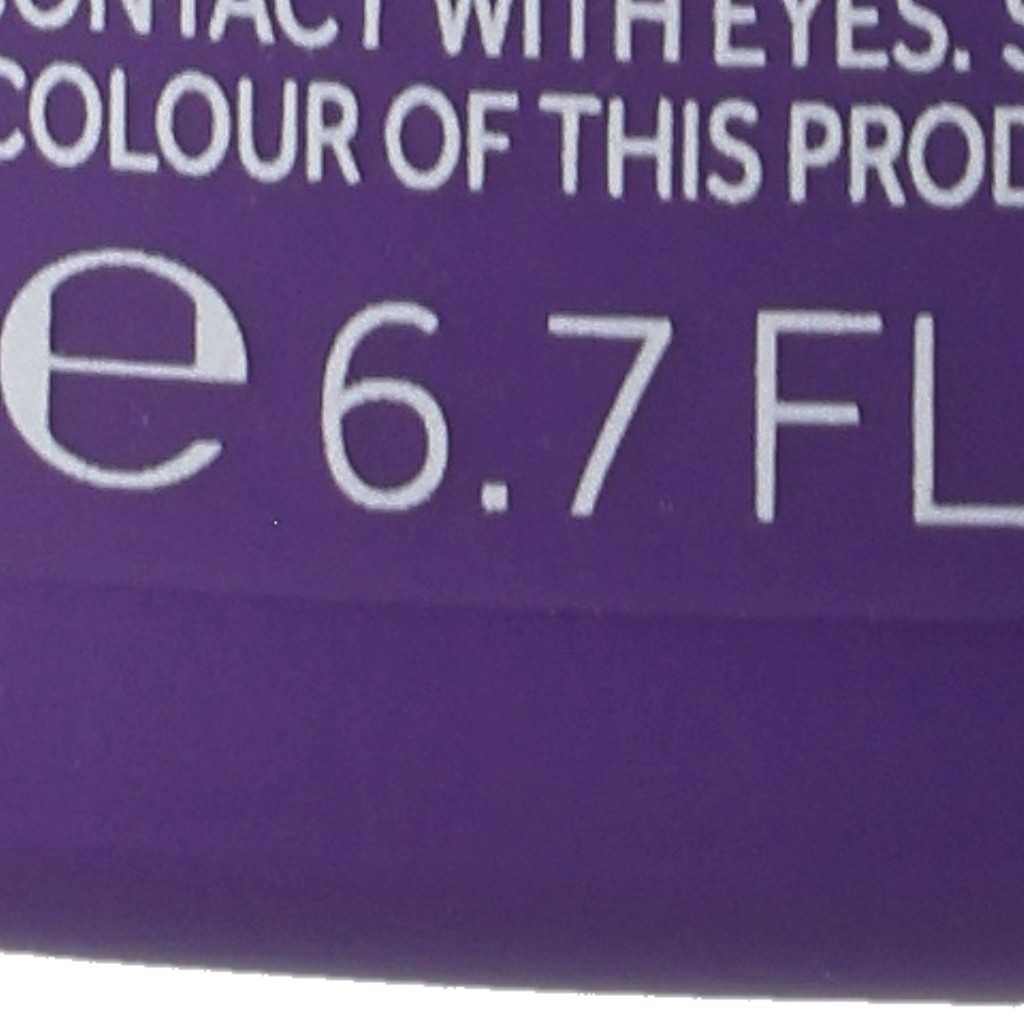 CONTACT WITH EYES. S
COLOUR OF THIS PROD
℮ 6.7 FL